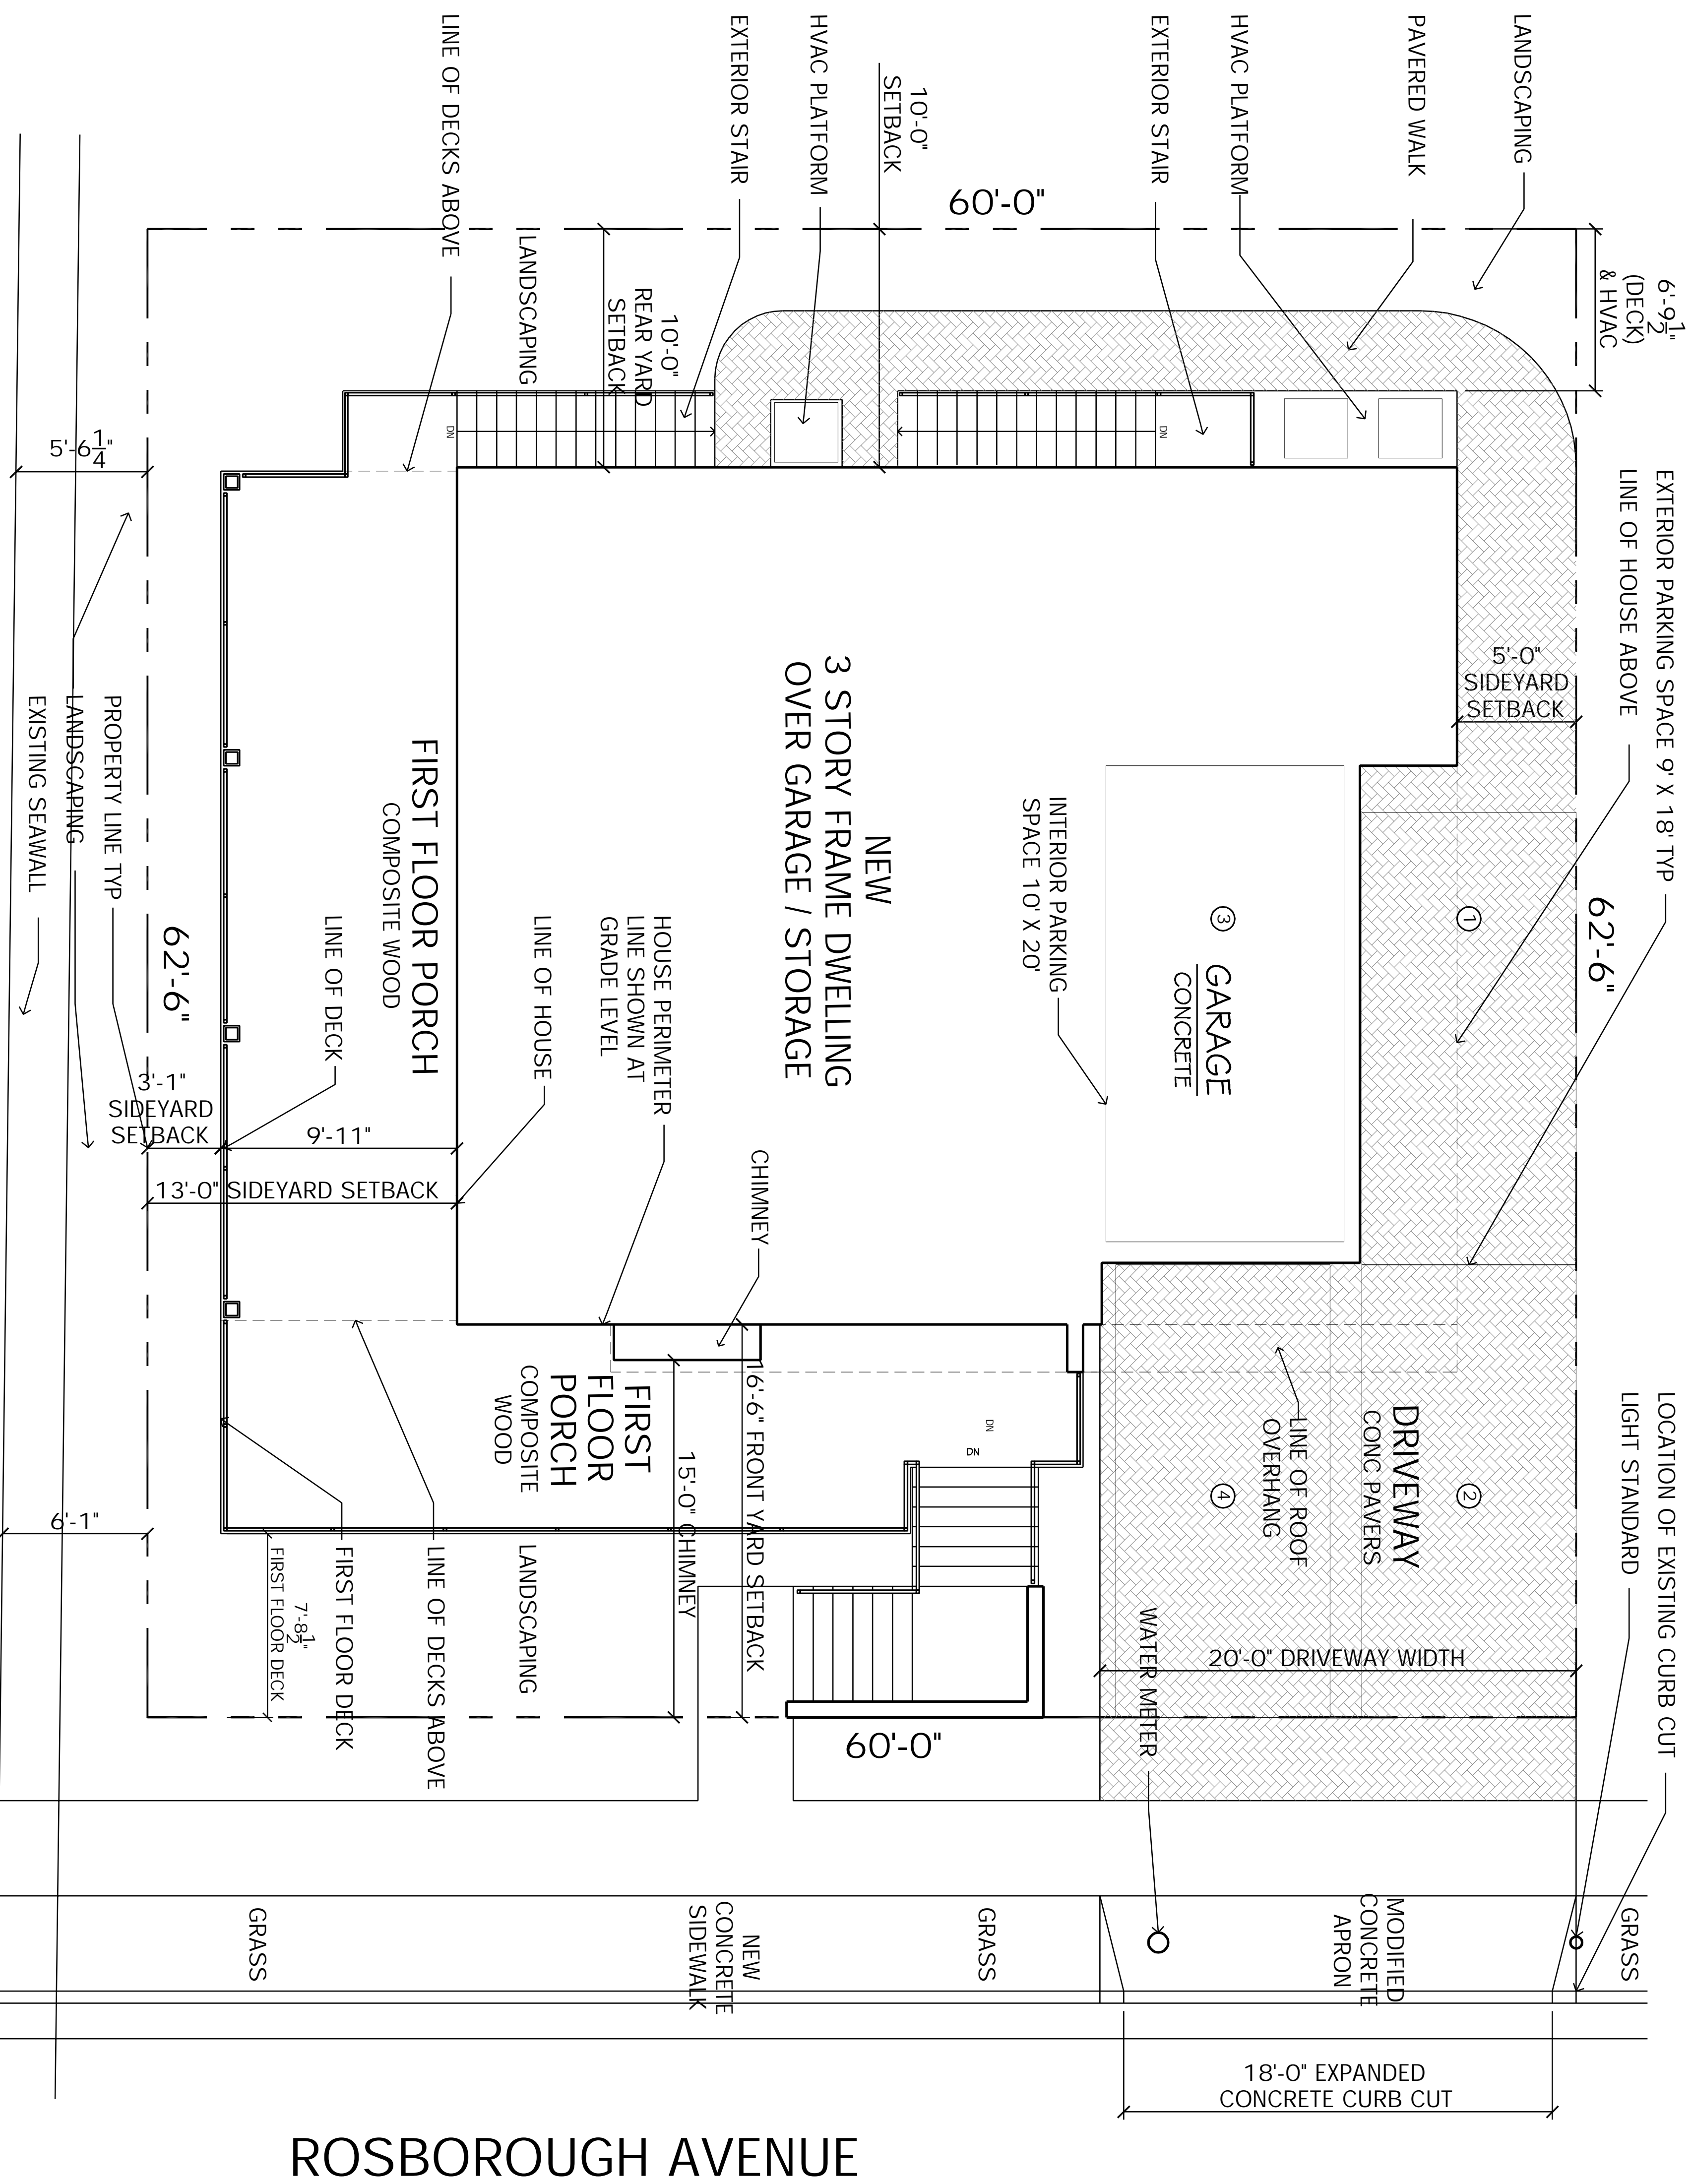 LINE OF DECKS ABOVE
EXTERIOR STAIR
HVAC PLATFORM
10'-0"
SETBACK
EXTERIOR STAIR
HVAC PLATFORM
PAVERED WALK
LANDSCAPING
60'-0"
6'-9 1/2"
(DECK)
& HVAC
LANDSCAPING
10'-0"
REAR YARD
SETBACK
DN
DN
5'-6 1/4"
EXTERIOR PARKING SPACE 9' X 18' TYP
LINE OF HOUSE ABOVE
5'-0"
SIDEYARD
SETBACK
NEW
3 STORY FRAME DWELLING
OVER GARAGE / STORAGE
FIRST FLOOR PORCH
COMPOSITE WOOD
INTERIOR PARKING
SPACE 10' X 20'
3
GARAGE
CONCRETE
1
62'-6"
PROPERTY LINE TYP
LANDSCAPING
EXISTING SEAWALL
62'-6"
LINE OF DECK
LINE OF HOUSE
HOUSE PERIMETER
LINE SHOWN AT
GRADE LEVEL
CHIMNEY
3'-1"
SIDEYARD
SETBACK
9'-11"
13'-0" SIDEYARD SETBACK
FIRST
FLOOR
PORCH
COMPOSITE
WOOD
16'-6" FRONT YARD SETBACK
15'-0" CHIMNEY
DN
DN
DRIVEWAY
CONC PAVERS
LINE OF ROOF
OVERHANG
4
2
LOCATION OF EXISTING CURB CUT
LIGHT STANDARD
6'-1"
7'-8 1/2"
FIRST FLOOR DECK
FIRST FLOOR DECK
LINE OF DECKS ABOVE
LANDSCAPING
WATER METER
20'-0" DRIVEWAY WIDTH
60'-0"
GRASS
NEW
CONCRETE
SIDEWALK
GRASS
MODIFIED
CONCRETE
APRON
GRASS
18'-0" EXPANDED
CONCRETE CURB CUT
ROSBOROUGH AVENUE